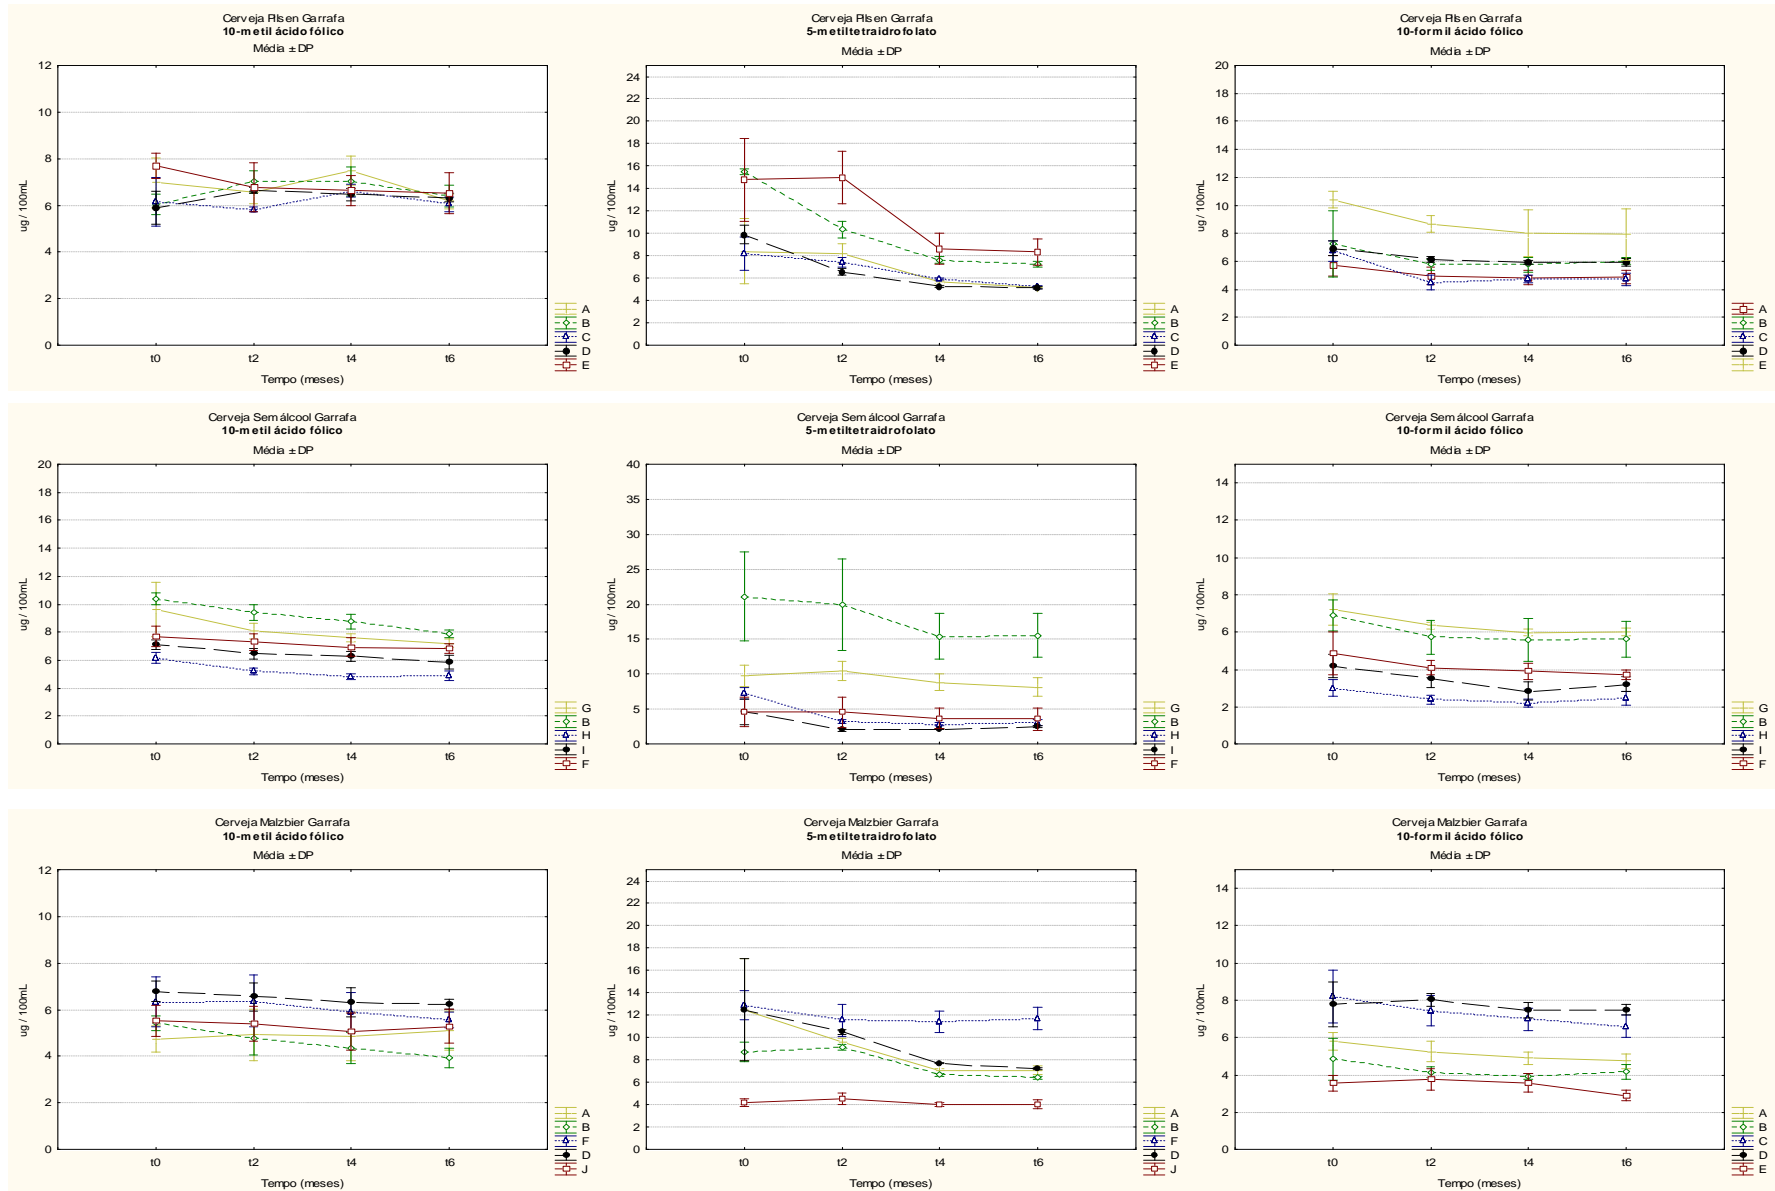 Cerveja Pilsen Garrafa
10-metil ácido fólico
Média ± DP
ug / 100mL
12
10
8
6
4
2
0
t0 t2 t4 t6
Tempo (meses)
A
B
C
D
E
Cerveja Pilsen Garrafa
5-metiltetraidrofolato
Média ± DP
ug / 100mL
24
22
20
18
16
14
12
10
8
6
4
2
0
t0 t2 t4 t6
Tempo (meses)
A
B
C
D
E
Cerveja Pilsen Garrafa
10-formil ácido fólico
Média ± DP
ug / 100mL
20
18
16
14
12
10
8
6
4
2
0
t0 t2 t4 t6
Tempo (meses)
A
B
C
D
E
Cerveja Sem álcool Garrafa
10-metil ácido fólico
Média ± DP
ug / 100mL
20
18
16
14
12
10
8
6
4
2
0
t0 t2 t4 t6
Tempo (meses)
G
B
H
I
F
Cerveja Sem álcool Garrafa
5-metiltetraidrofolato
Média ± DP
ug / 100mL
40
35
30
25
20
15
10
5
0
t0 t2 t4 t6
Tempo (meses)
G
B
H
I
F
Cerveja Sem álcool Garrafa
10-formil ácido fólico
Média ± DP
ug / 100mL
14
12
10
8
6
4
2
0
t0 t2 t4 t6
Tempo (meses)
G
B
H
I
F
Cerveja Malzbier Garrafa
10-metil ácido fólico
Média ± DP
ug / 100mL
12
10
8
6
4
2
0
t0 t2 t4 t6
Tempo (meses)
A
B
F
D
J
Cerveja Malzbier Garrafa
5-metiltetraidrofolato
Média ± DP
ug / 100mL
24
22
20
18
16
14
12
10
8
6
4
2
0
t0 t2 t4 t6
Tempo (meses)
A
B
F
D
J
Cerveja Malzbier Garrafa
10-formil ácido fólico
Média ± DP
ug / 100mL
14
12
10
8
6
4
2
0
t0 t2 t4 t6
Tempo (meses)
A
B
C
D
E